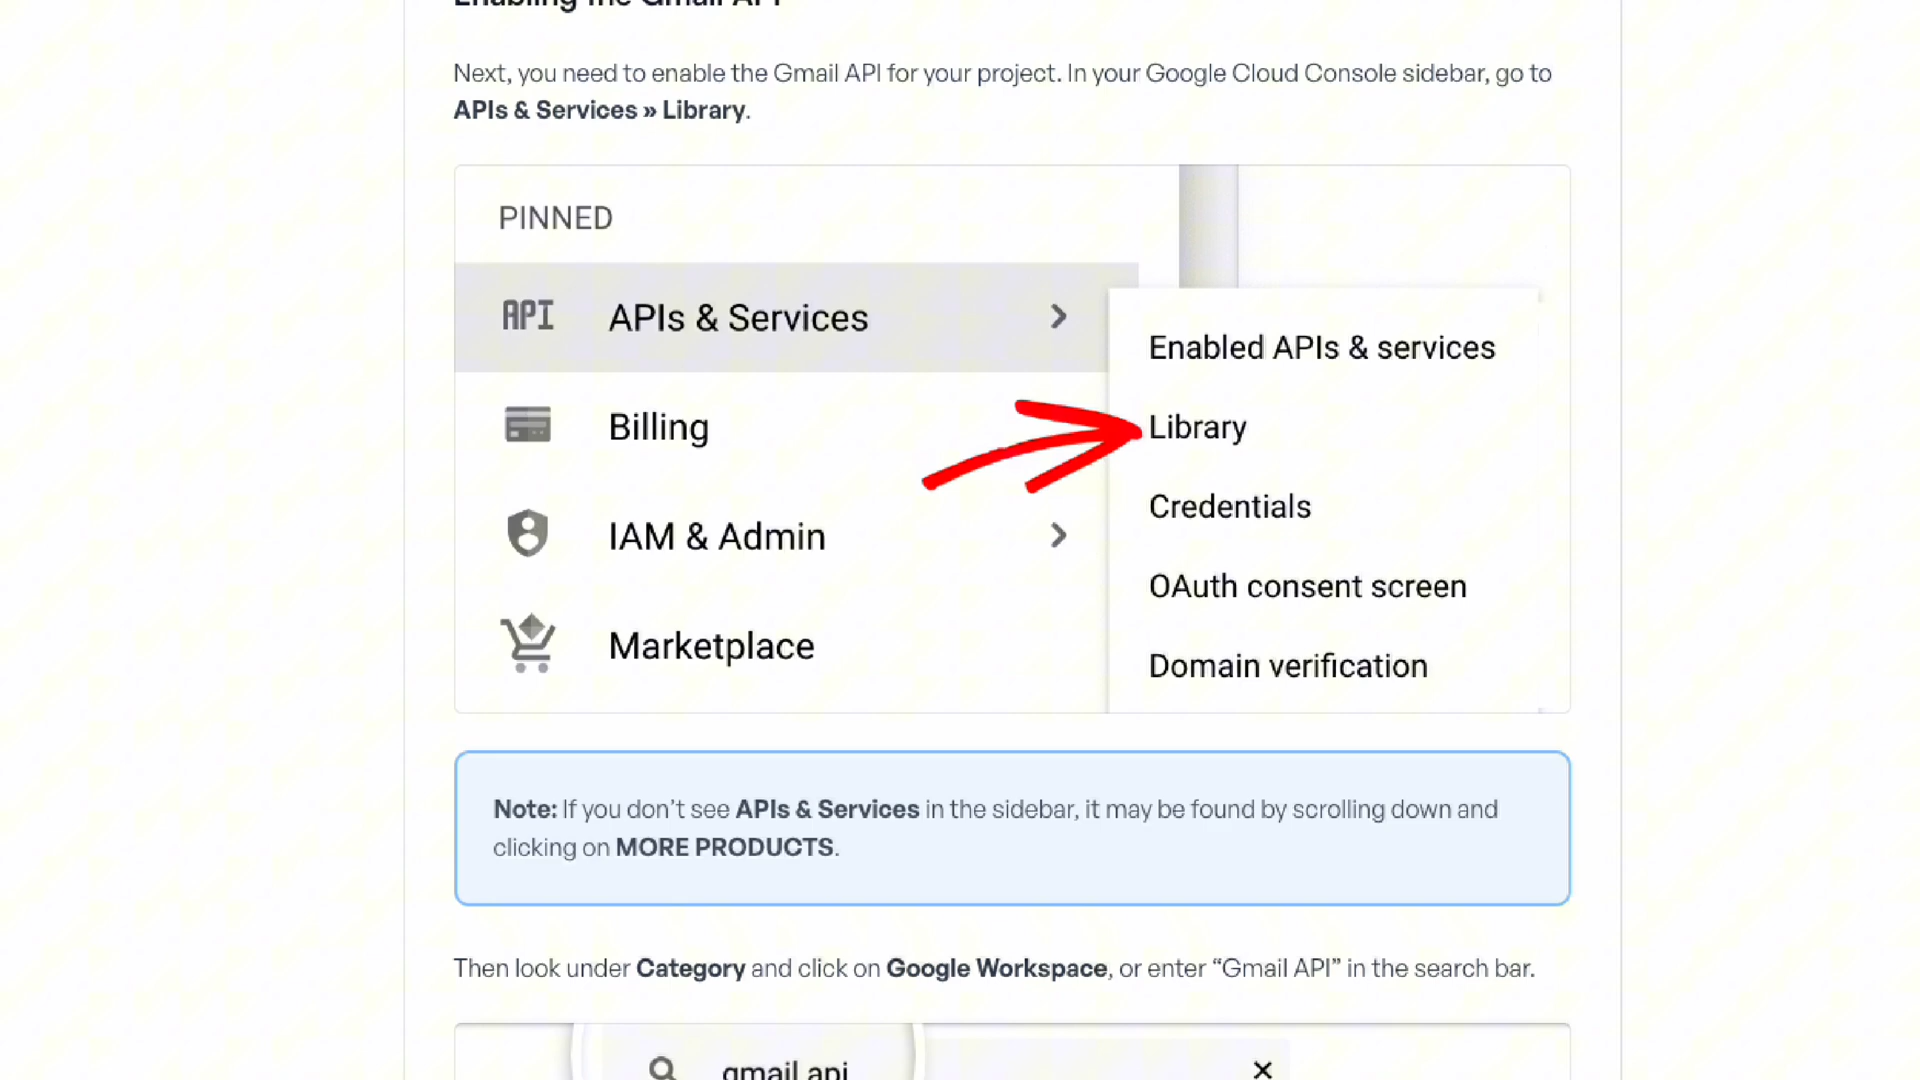 Enabling the Gmail API
Next, you need to enable the Gmail API for your project. In your Google Cloud Console sidebar, go to
APIs & Services » Library.
PINNED
API APIs & Services
Billing
IAM & Admin
Marketplace
Enabled APIs & services
Library
Credentials
OAuth consent screen
Domain verification
Note: If you don’t see APIs & Services in the sidebar, it may be found by scrolling down and
clicking on MORE PRODUCTS.
Then look under Category and click on Google Workspace, or enter “Gmail API” in the search bar.
gmail api